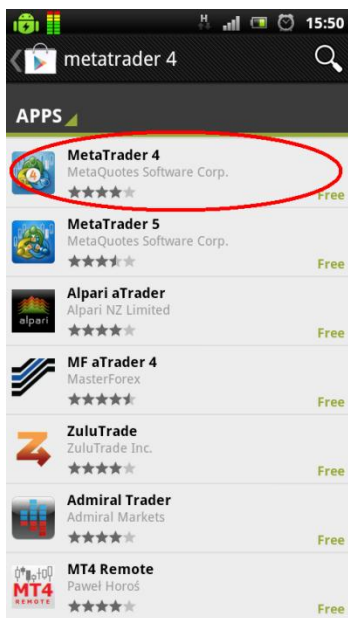 H
15:50
metatrader 4
APPS
4
MetaTrader 4
MetaQuotes Software Corp.
Free
MetaTrader 5
MetaQuotes Software Corp.
Free
alpari
Alpari aTrader
Alpari NZ Limited
Free
MF aTrader 4
MasterForex
Free
ZuluTrade
ZuluTrade Inc.
Free
Admiral Trader
Admiral Markets
Free
MT4
REMOTE
MT4 Remote
Paweł Horoś
Free